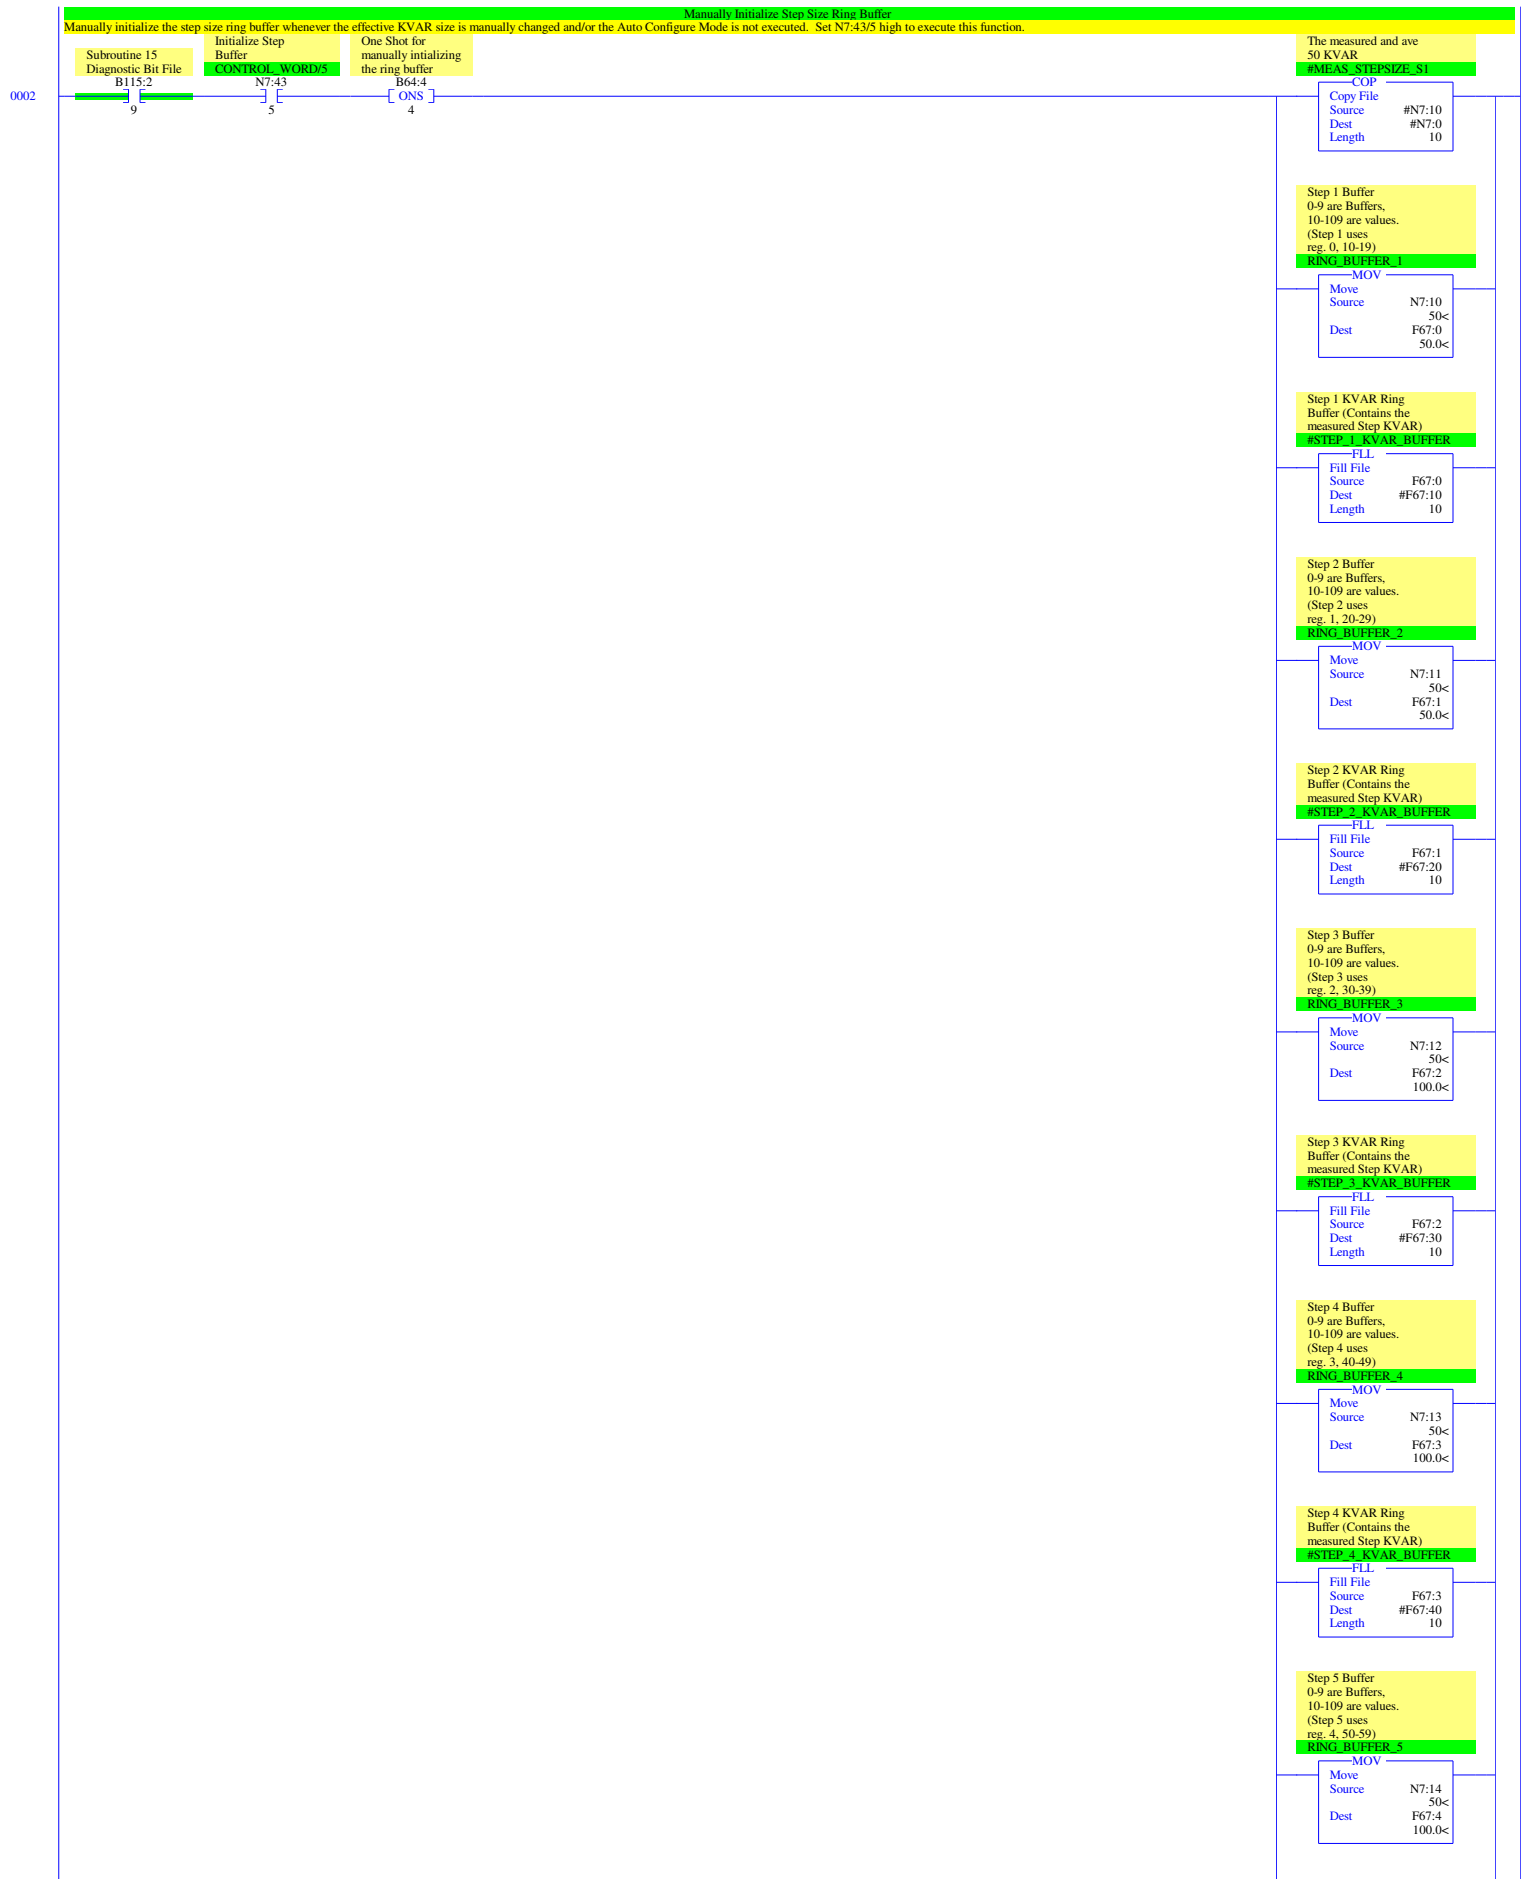 Manually Initialize Step Size Ring Buffer
Manually initialize the step size ring buffer whenever the effective KVAR size is manually changed and/or the Auto Configure Mode is not executed.  Set N7:43/5 high to execute this function.
Subroutine 15
Diagnostic Bit File
B115:2
9
Initialize Step
Buffer
CONTROL_WORD/5
N7:43
5
One Shot for
manually intializing
the ring buffer
B64:4
ONS
4
0002
The measured and ave
50 KVAR
#MEAS_STEPSIZE_S1
COP
Copy File
Source #N7:10
Dest #N7:0
Length 10
Step 1 Buffer
0-9 are Buffers,
10-109 are values.
(Step 1 uses
reg. 0, 10-19)
RING_BUFFER_1
MOV
Move
Source N7:10
50<
Dest F67:0
50.0<
Step 1 KVAR Ring
Buffer (Contains the
measured Step KVAR)
#STEP_1_KVAR_BUFFER
FLL
Fill File
Source F67:0
Dest #F67:10
Length 10
Step 2 Buffer
0-9 are Buffers,
10-109 are values.
(Step 2 uses
reg. 1, 20-29)
RING_BUFFER_2
MOV
Move
Source N7:11
50<
Dest F67:1
50.0<
Step 2 KVAR Ring
Buffer (Contains the
measured Step KVAR)
#STEP_2_KVAR_BUFFER
FLL
Fill File
Source F67:1
Dest #F67:20
Length 10
Step 3 Buffer
0-9 are Buffers,
10-109 are values.
(Step 3 uses
reg. 2, 30-39)
RING_BUFFER_3
MOV
Move
Source N7:12
50<
Dest F67:2
100.0<
Step 3 KVAR Ring
Buffer (Contains the
measured Step KVAR)
#STEP_3_KVAR_BUFFER
FLL
Fill File
Source F67:2
Dest #F67:30
Length 10
Step 4 Buffer
0-9 are Buffers,
10-109 are values.
(Step 4 uses
reg. 3, 40-49)
RING_BUFFER_4
MOV
Move
Source N7:13
50<
Dest F67:3
100.0<
Step 4 KVAR Ring
Buffer (Contains the
measured Step KVAR)
#STEP_4_KVAR_BUFFER
FLL
Fill File
Source F67:3
Dest #F67:40
Length 10
Step 5 Buffer
0-9 are Buffers,
10-109 are values.
(Step 5 uses
reg. 4, 50-59)
RING_BUFFER_5
MOV
Move
Source N7:14
50<
Dest F67:4
100.0<